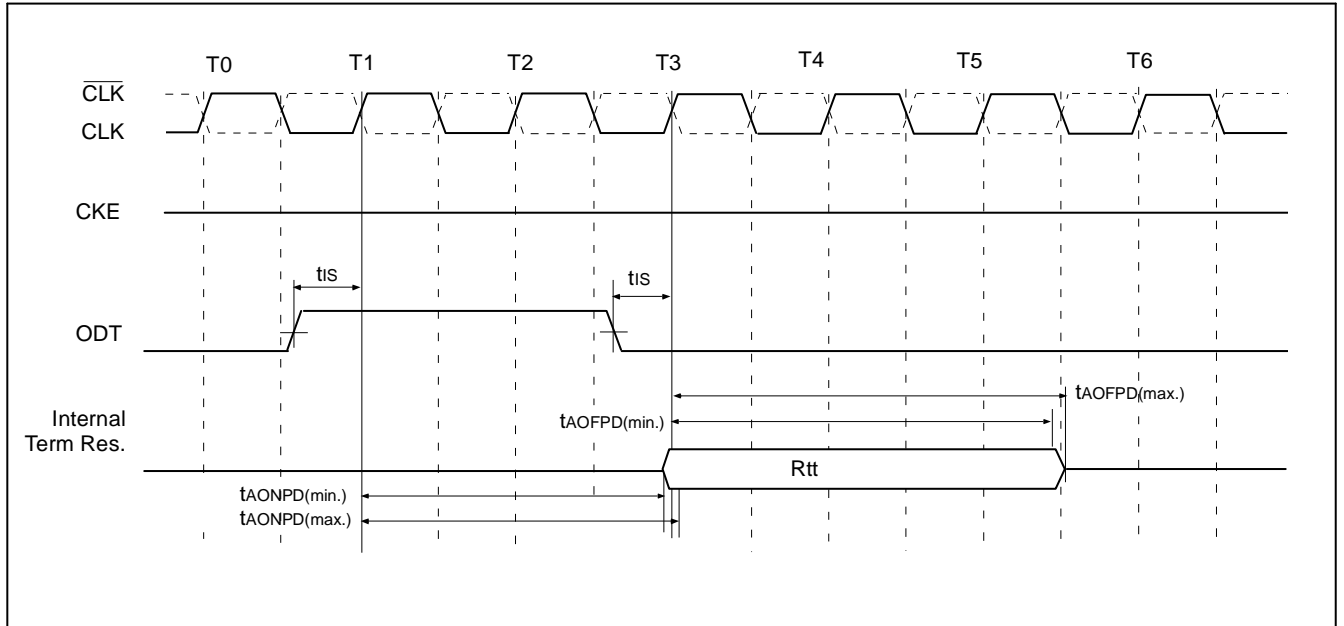 T0 T1 T2 T3 T4 T5 T6
CLK
CLK
CKE
tIS tIS
ODT
tAOFPD(max.)
Internal
Term Res.
tAOFPD(min.)
Rtt
tAONPD(min.)
tAONPD(max.)